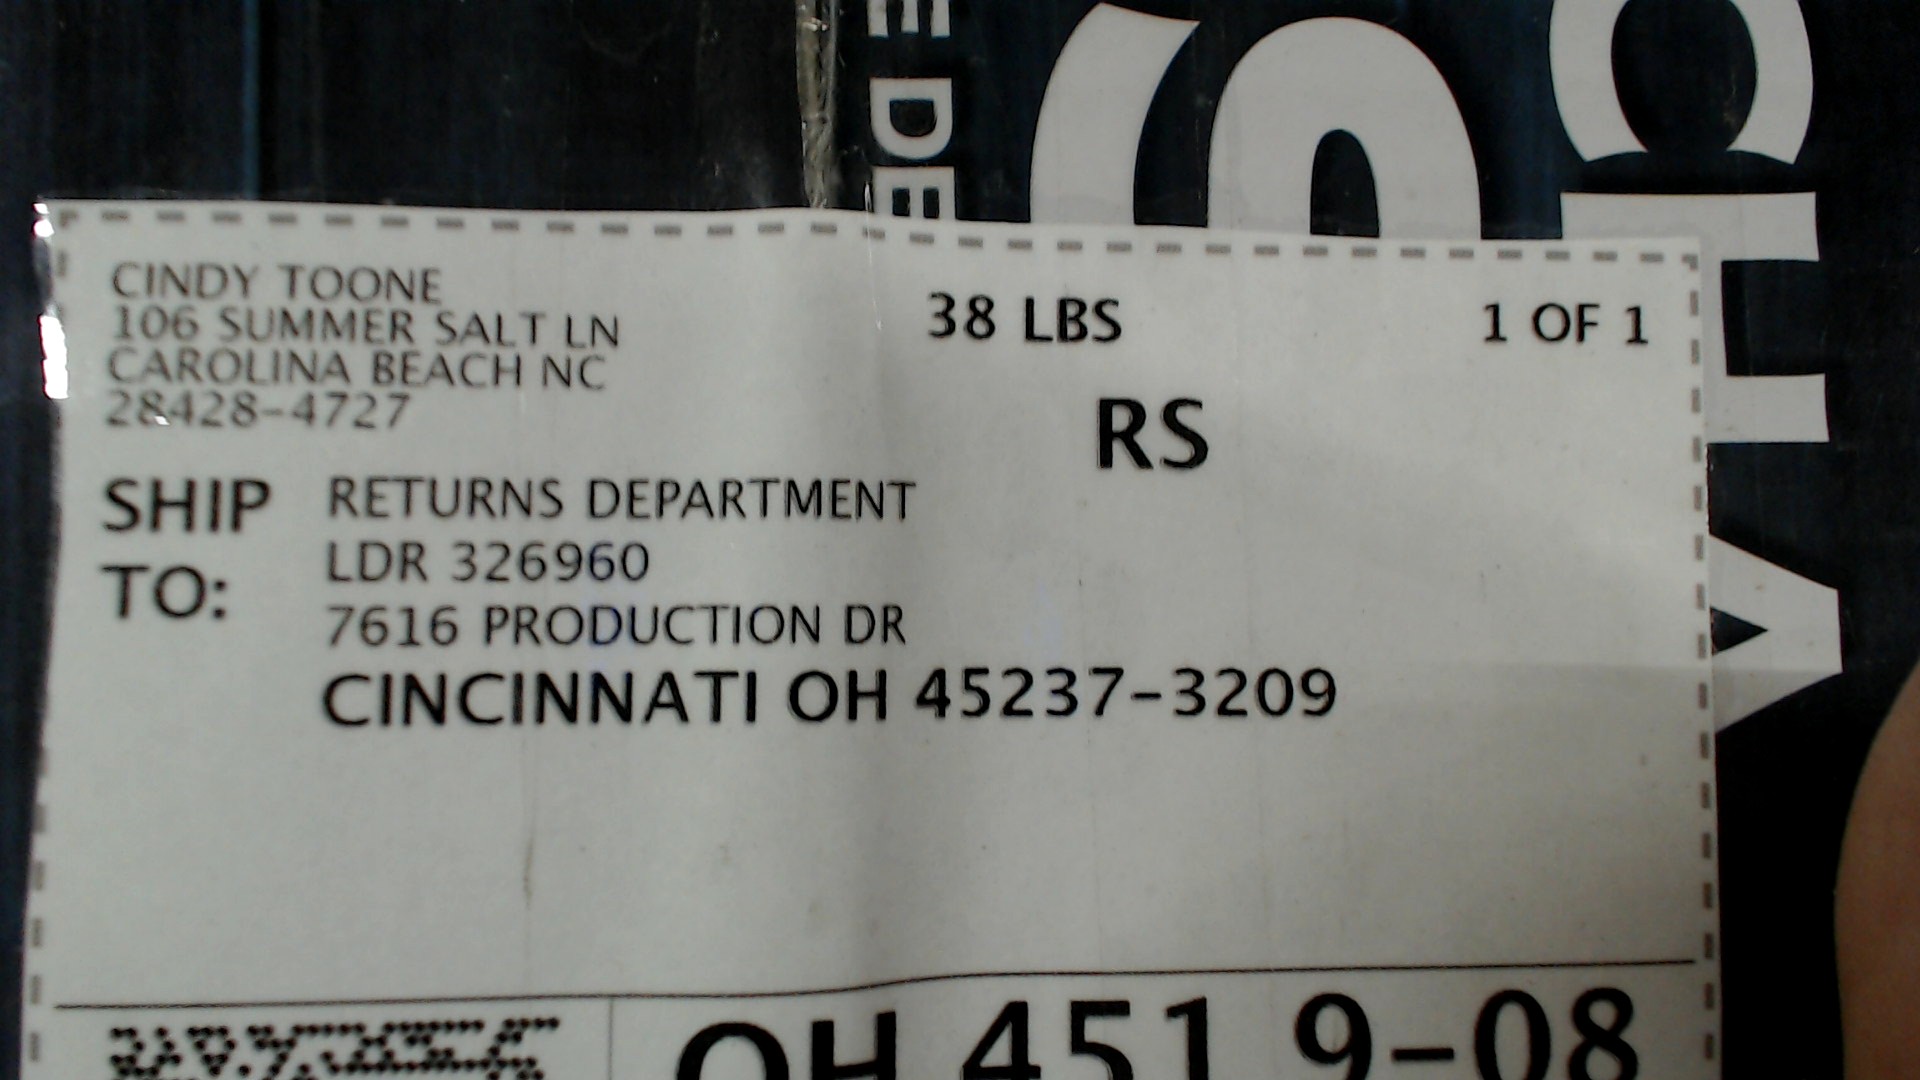 CINDY TOONE
106 SUMMER SALT LN
CAROLINA BEACH NC
28428-4727
38 LBS
1 OF 1
RS
SHIP TO:
RETURNS DEPARTMENT
LDR 326960
7616 PRODUCTION DR
CINCINNATI OH 45237-3209
OH 451 9-08